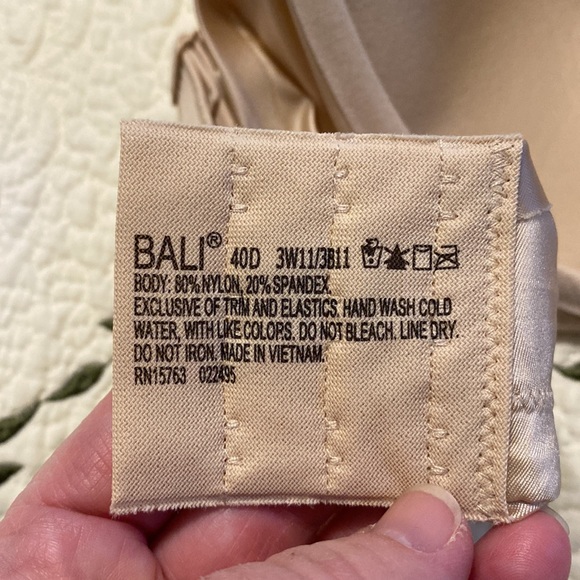 BALI® 40D 3W11/3B11
BODY: 80% NYLON, 20% SPANDEX.
EXCLUSIVE OF TRIM AND ELASTICS. HAND WASH COLD
WATER, WITH LIKE COLORS. DO NOT BLEACH. LINE DRY.
DO NOT IRON. MADE IN VIETNAM.
RN15763 022495